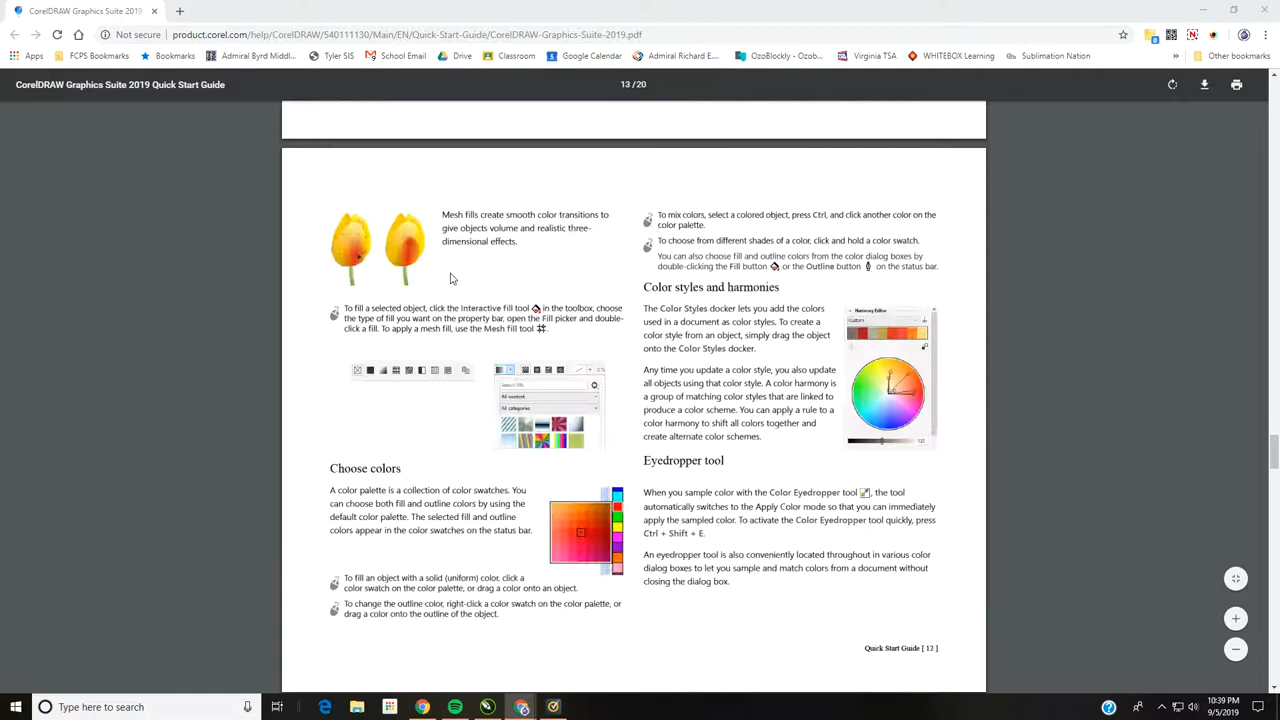 CorelDRAW Graphics Suite 2019
Not secure | product.corel.com/help/CorelDRAW/540111130/Main/EN/Quick-Start-Guide/CorelDRAW-Graphics-Suite-2019.pdf
Apps FCPS Bookmarks Bookmarks Admiral Byrd Middl... Tyler SIS School Email Drive Classroom Google Calendar Admiral Richard E... OzoBlockly - Ozob... Virginia TSA WHITEBOX Learning Sublimation Nation » Other bookmarks
CorelDRAW Graphics Suite 2019 Quick Start Guide 13 / 20
Mesh fills create smooth color transitions to
give objects volume and realistic three-
dimensional effects.
To fill a selected object, click the Interactive fill tool in the toolbox, choose
the type of fill you want on the property bar, open the Fill picker and double-
click a fill. To apply a mesh fill, use the Mesh fill tool
Search fills
All content
All categories
Choose colors
A color palette is a collection of color swatches. You
can choose both fill and outline colors by using the
default color palette. The selected fill and outline
colors appear in the color swatches on the status bar.
To fill an object with a solid (uniform) color, click a
color swatch on the color palette, or drag a color onto an object.
To change the outline color, right-click a color swatch on the color palette, or
drag a color onto the outline of the object.
To mix colors, select a colored object, press Ctrl, and click another color on the
color palette.
To choose from different shades of a color, click and hold a color swatch.
You can also choose fill and outline colors from the color dialog boxes by
double-clicking the Fill button or the Outline button on the status bar.
Color styles and harmonies
The Color Styles docker lets you add the colors
used in a document as color styles. To create a
color style from an object, simply drag the object
onto the Color Styles docker.
Any time you update a color style, you also update
all objects using that color style. A color harmony is
a group of matching color styles that are linked to
produce a color scheme. You can apply a rule to a
color harmony to shift all colors together and
create alternate color schemes.
Harmony Editor
Custom
132
Eyedropper tool
When you sample color with the Color Eyedropper tool , the tool
automatically switches to the Apply Color mode so that you can immediately
apply the sampled color. To activate the Color Eyedropper tool quickly, press
Ctrl + Shift + E.
An eyedropper tool is also conveniently located throughout in various color
dialog boxes to let you sample and match colors from a document without
closing the dialog box.
Quick Start Guide [ 12 ]
Type here to search
10:39 PM
9/5/2019